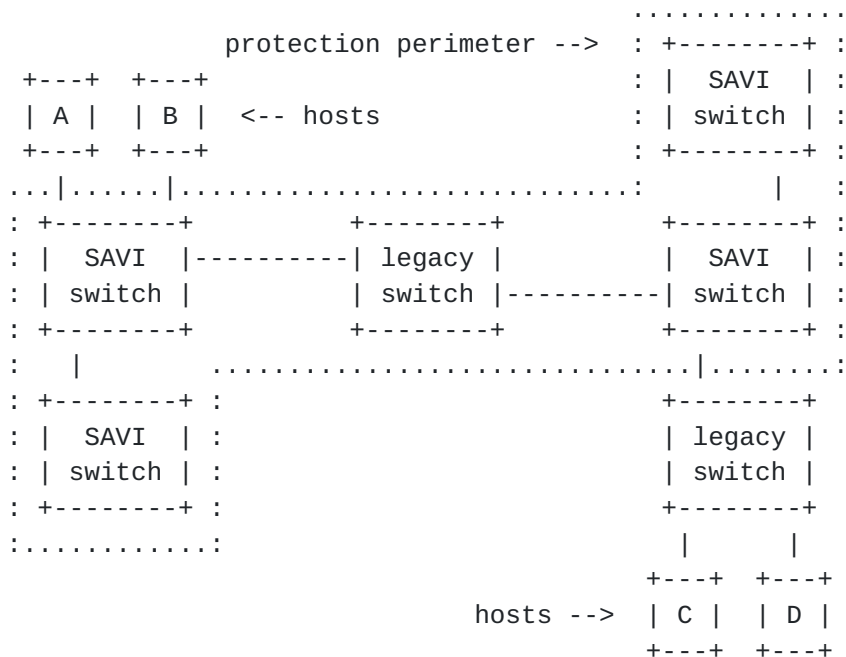 ..............
protection perimeter --> : +--------+ :
+---+ +---+ : | SAVI | :
| A | | B | <-- hosts : | switch | :
+---+ +---+ : +--------+ :
...|......|.............................: | :
: +--------+ +--------+ +--------+ :
: | SAVI |----------| legacy | | SAVI | :
: | switch | | switch |----------| switch | :
: +--------+ +--------+ +--------+ :
: | ...............................|........:
: +--------+ : +--------+
: | SAVI | : | legacy |
: | switch | : | switch |
: +--------+ : +--------+
:............: | |
+---+ +---+
hosts --> | C | | D |
+---+ +---+